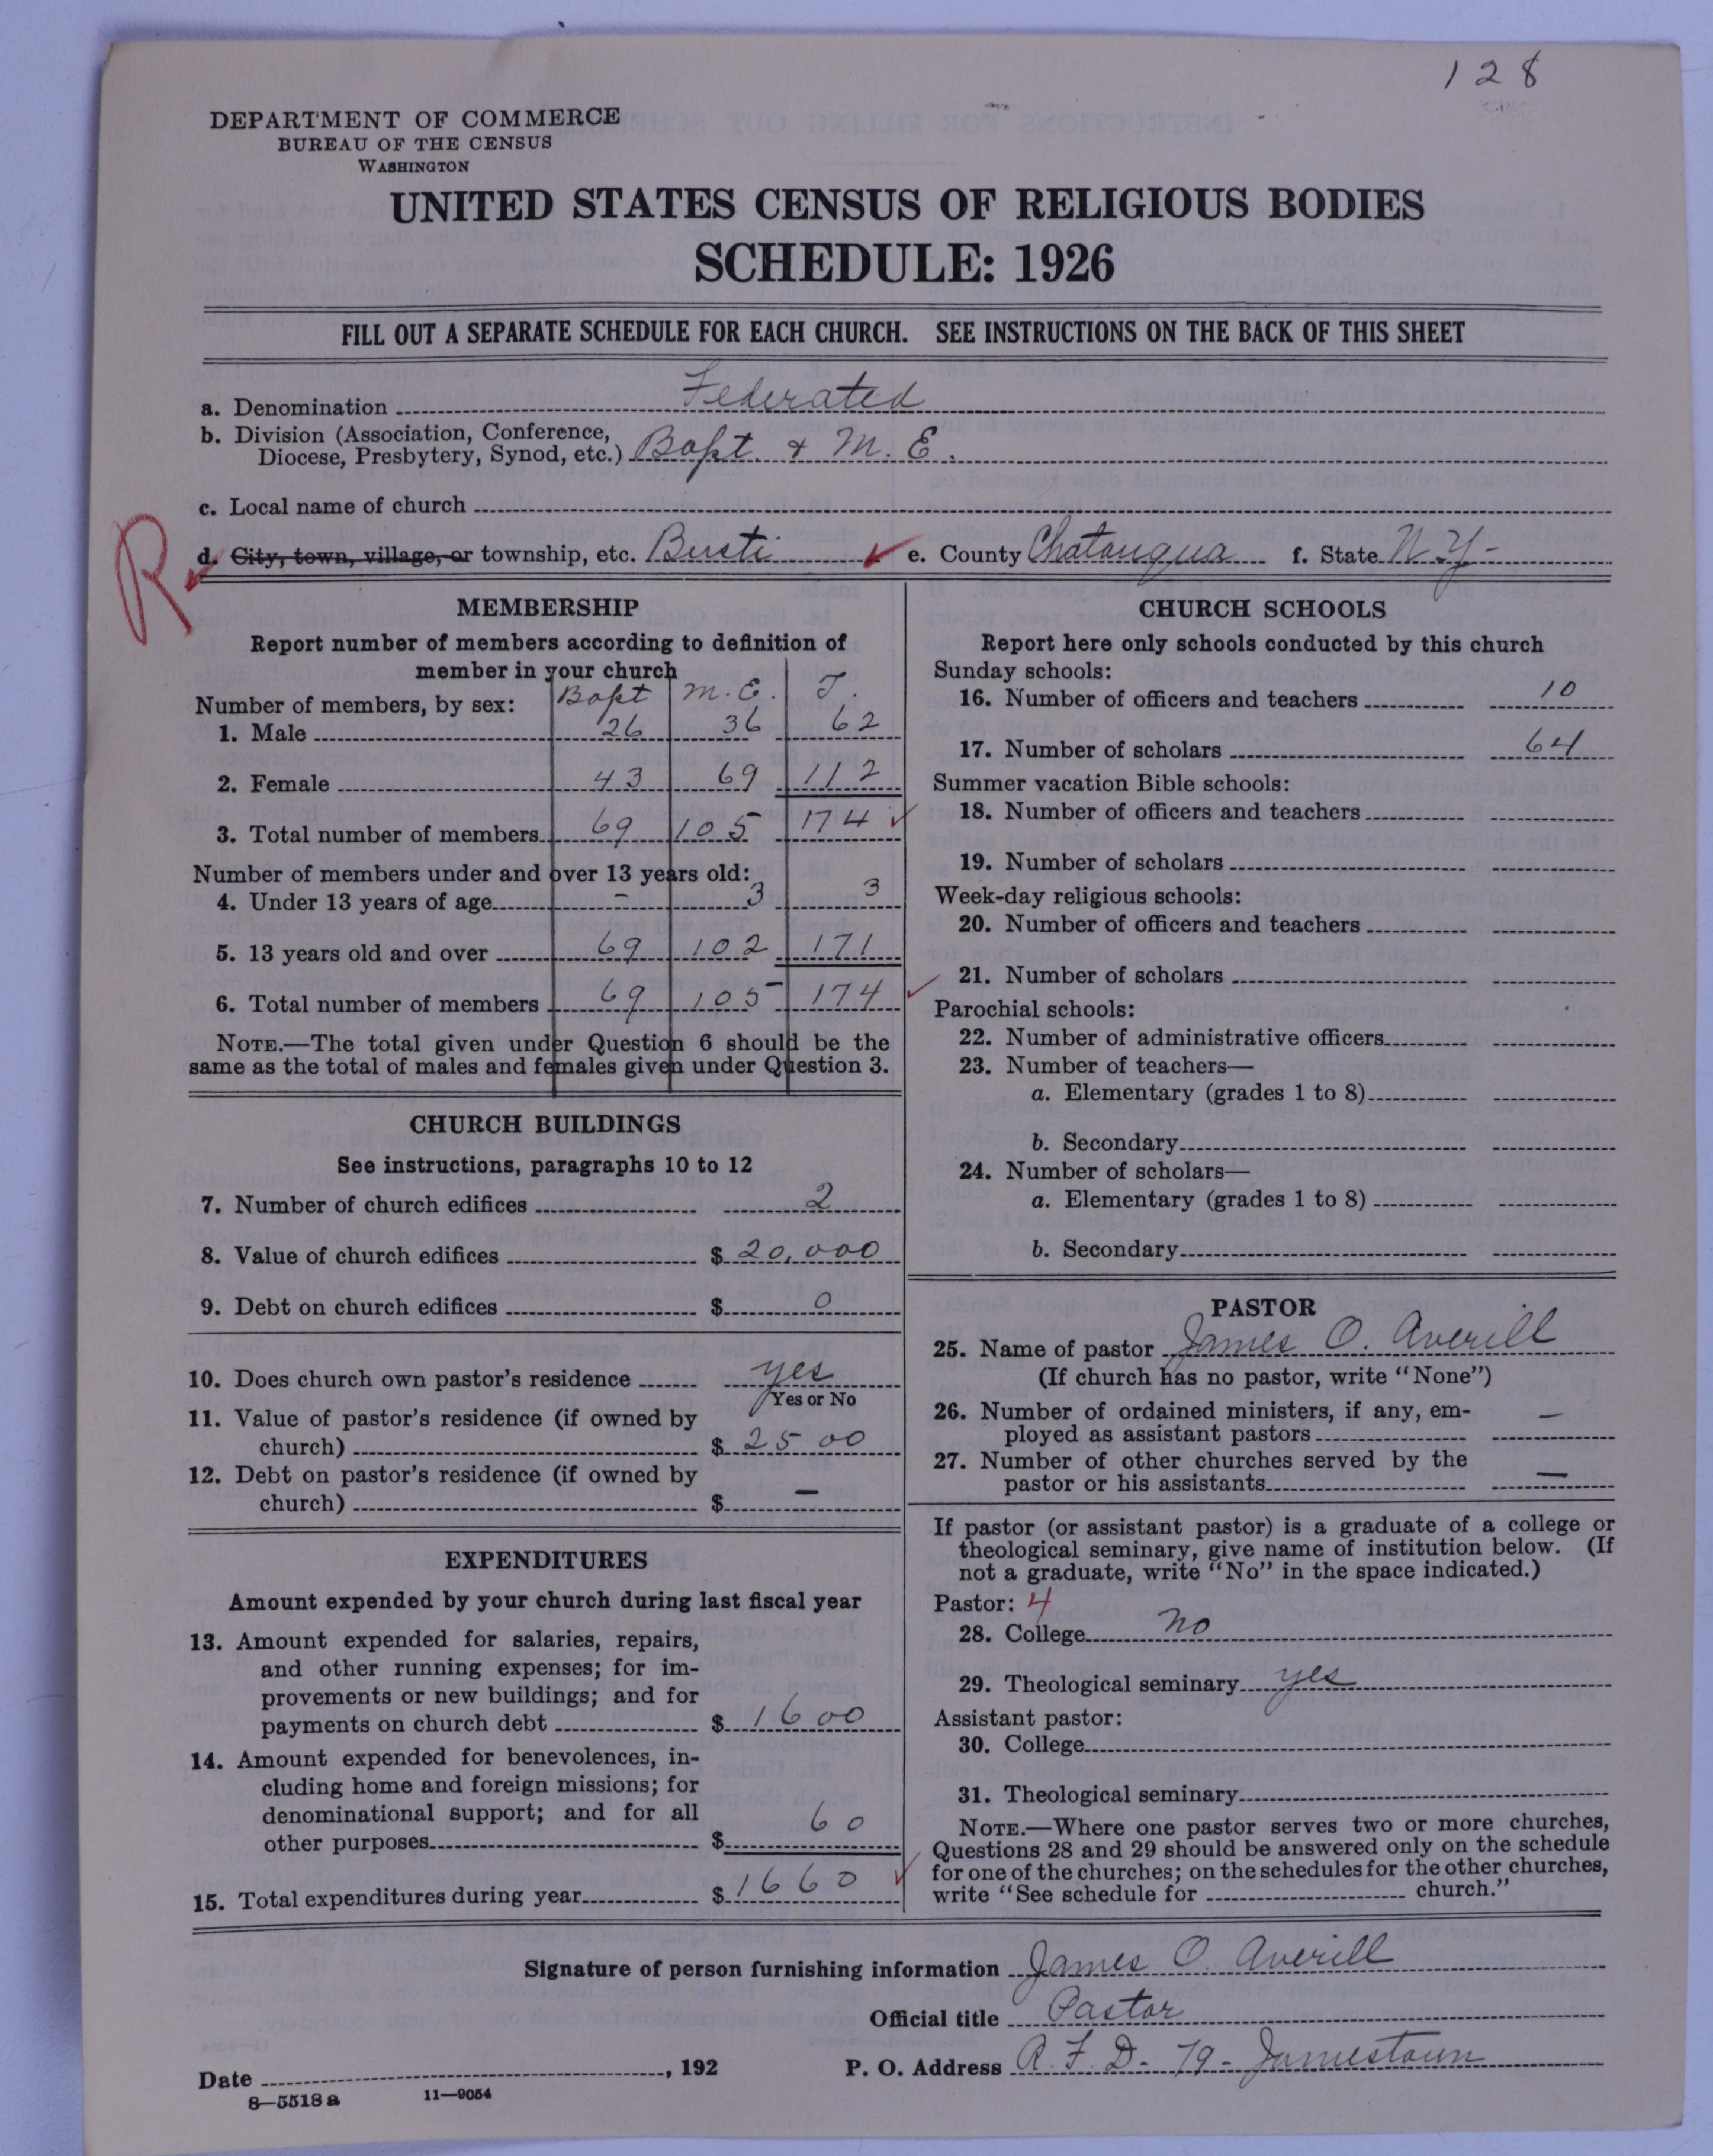 128
DEPARTMENT OF COMMERCE
BUREAU OF THE CENSUS
WASHINGTON
UNITED STATES CENSUS OF RELIGIOUS BODIES
SCHEDULE: 1926
FILL OUT A SEPARATE SCHEDULE FOR EACH CHURCH. SEE INSTRUCTIONS ON THE BACK OF THIS SHEET
a. Denomination Federated
b. Division (Association, Conference,
Diocese, Presbytery, Synod, etc.) Bapt. & M. E.
c. Local name of church
R
d. City, town, village, or township, etc. Busti e. County Chatauqua f. State N.Y-
MEMBERSHIP
Report number of members according to definition of
member in your church
Number of members, by sex: Bapt M.E. T.
1. Male 26 36 62
2. Female 43 69 112
3. Total number of members 69 105 174
Number of members under and over 13 years old:
4. Under 13 years of age - 3 3
5. 13 years old and over 69 102 171
6. Total number of members 69 105 174
NOTE.—The total given under Question 6 should be the
same as the total of males and females given under Question 3.
CHURCH BUILDINGS
See instructions, paragraphs 10 to 12
7. Number of church edifices 2
8. Value of church edifices $ 20,000
9. Debt on church edifices $ 0
10. Does church own pastor's residence yes
Yes or No
11. Value of pastor's residence (if owned by
church) $ 2500
12. Debt on pastor's residence (if owned by
church) $ -
EXPENDITURES
Amount expended by your church during last fiscal year
13. Amount expended for salaries, repairs,
and other running expenses; for im-
provements or new buildings; and for
payments on church debt $ 1600
14. Amount expended for benevolences, in-
cluding home and foreign missions; for
denominational support; and for all
other purposes $ 60
15. Total expenditures during year $ 1660
CHURCH SCHOOLS
Report here only schools conducted by this church
Sunday schools:
16. Number of officers and teachers 10
17. Number of scholars 64
Summer vacation Bible schools:
18. Number of officers and teachers
19. Number of scholars
Week-day religious schools:
20. Number of officers and teachers
21. Number of scholars
Parochial schools:
22. Number of administrative officers
23. Number of teachers—
a. Elementary (grades 1 to 8)
b. Secondary
24. Number of scholars—
a. Elementary (grades 1 to 8)
b. Secondary
PASTOR
25. Name of pastor James O. Averill
(If church has no pastor, write "None")
26. Number of ordained ministers, if any, em-
ployed as assistant pastors —
27. Number of other churches served by the
pastor or his assistants —
If pastor (or assistant pastor) is a graduate of a college or
theological seminary, give name of institution below. (If
not a graduate, write "No" in the space indicated.)
Pastor: 4
28. College no
29. Theological seminary yes
Assistant pastor:
30. College
31. Theological seminary
NOTE.—Where one pastor serves two or more churches,
Questions 28 and 29 should be answered only on the schedule
for one of the churches; on the schedules for the other churches,
write "See schedule for church."
Signature of person furnishing information James O. Averill
Official title Pastor
Date , 192 P. O. Address R.F.D. 79 - Jamestown
8—5518a 11—9054